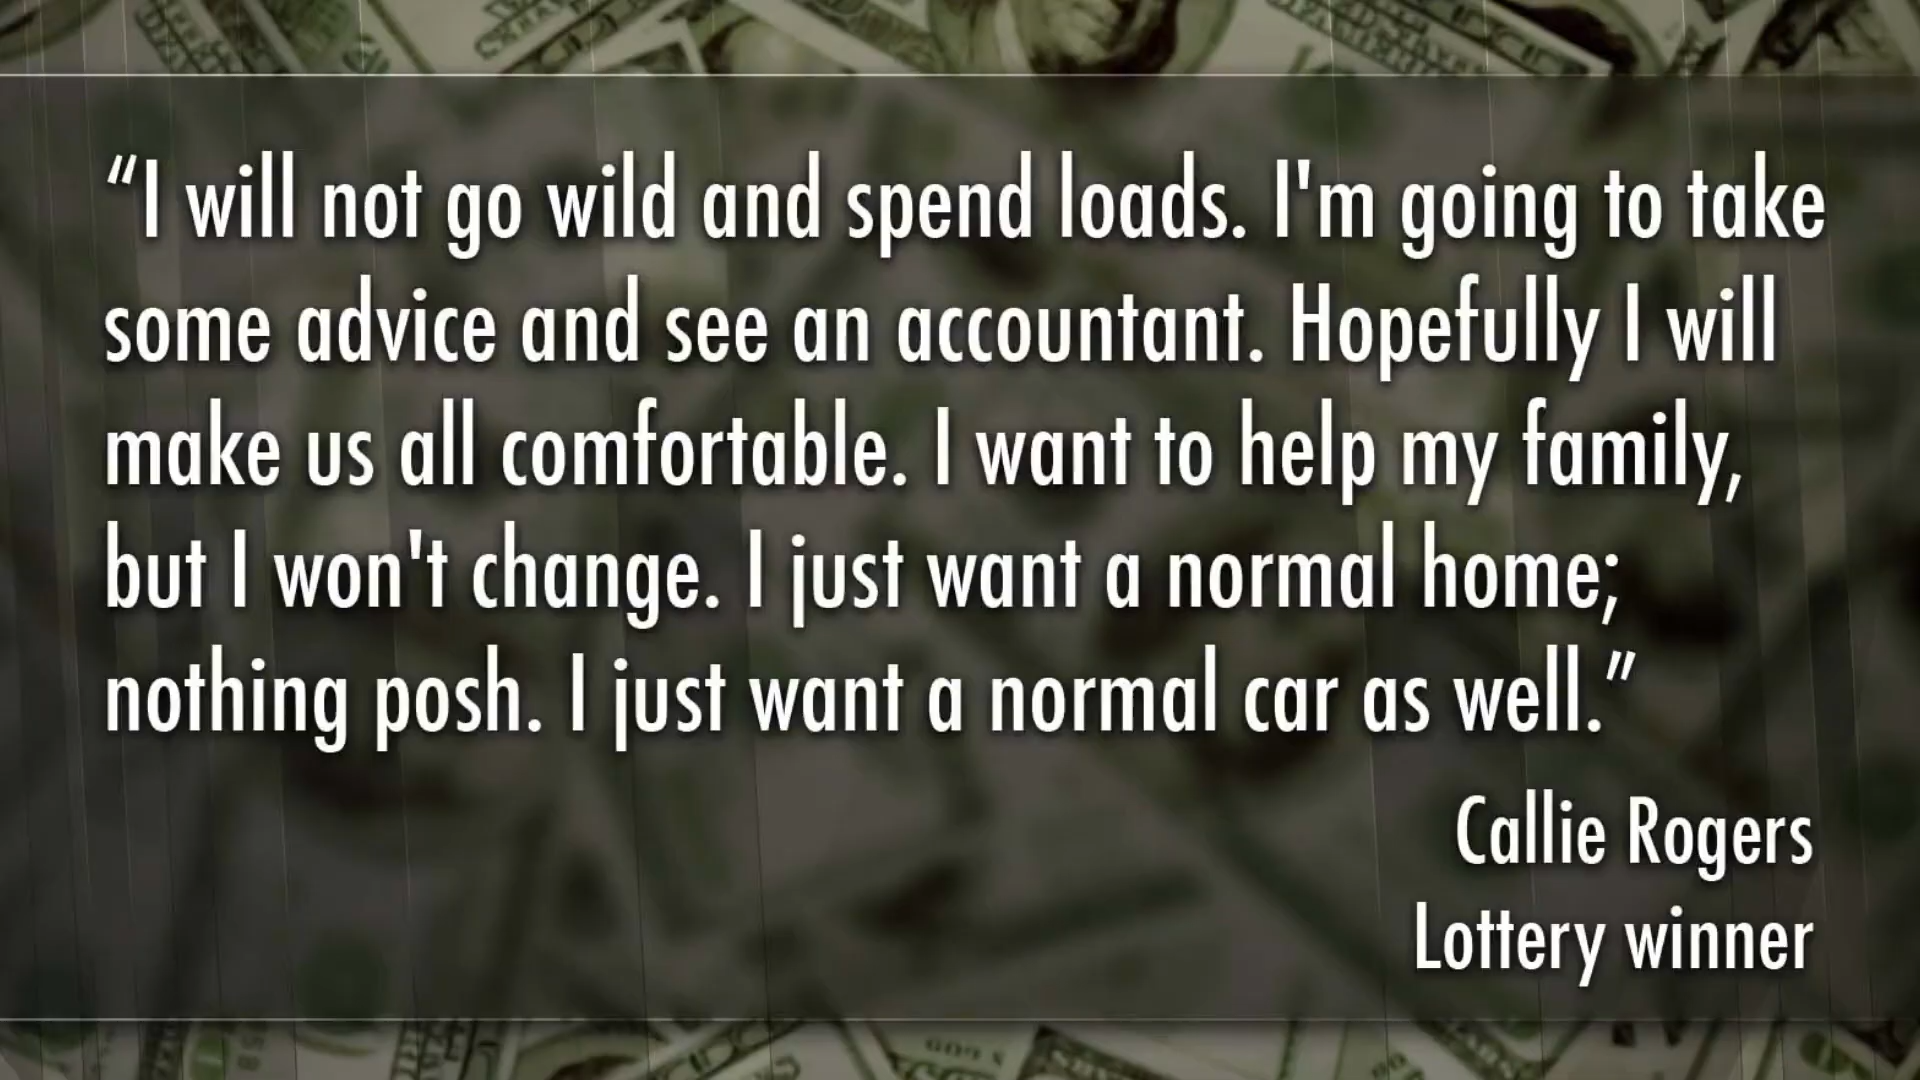 “I will not go wild and spend loads. I'm going to take
some advice and see an accountant. Hopefully I will
make us all comfortable. I want to help my family,
but I won't change. I just want a normal home;
nothing posh. I just want a normal car as well.”
Callie Rogers
Lottery winner